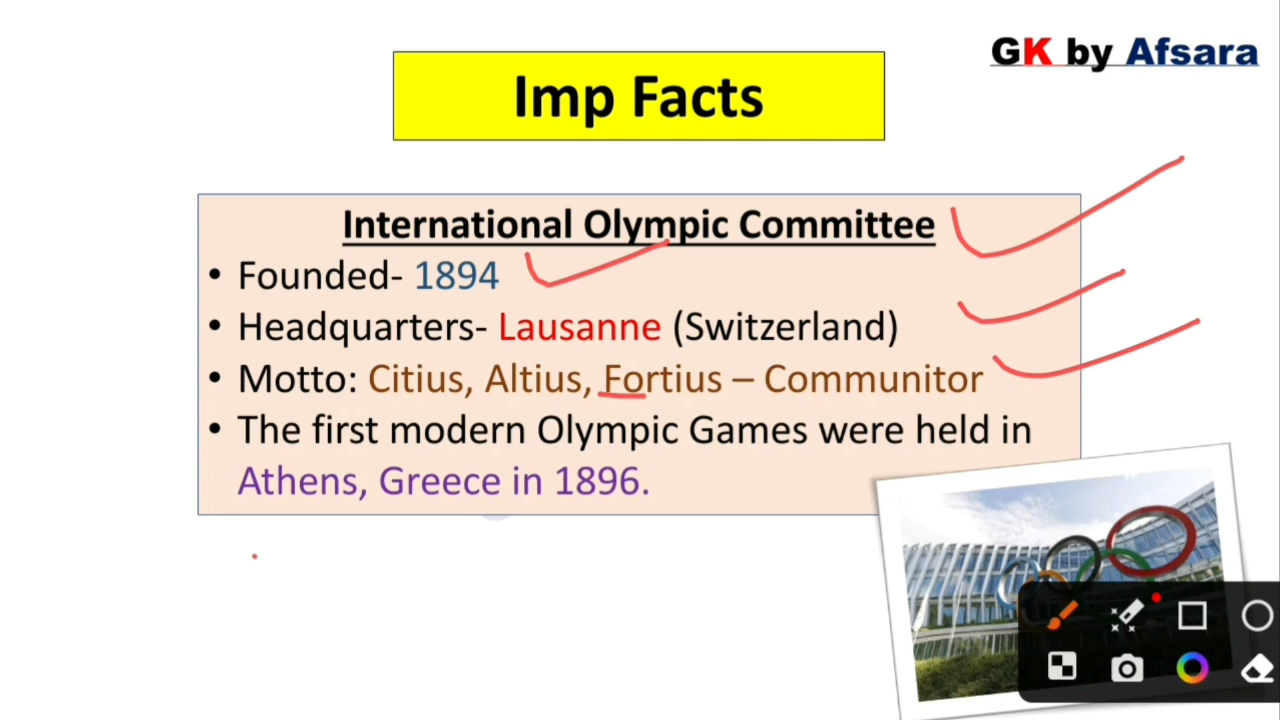 GK by Afsara
Imp Facts
International Olympic Committee
• Founded- 1894
• Headquarters- Lausanne (Switzerland)
• Motto: Citius, Altius, Fortius – Communitor
• The first modern Olympic Games were held in
Athens, Greece in 1896.